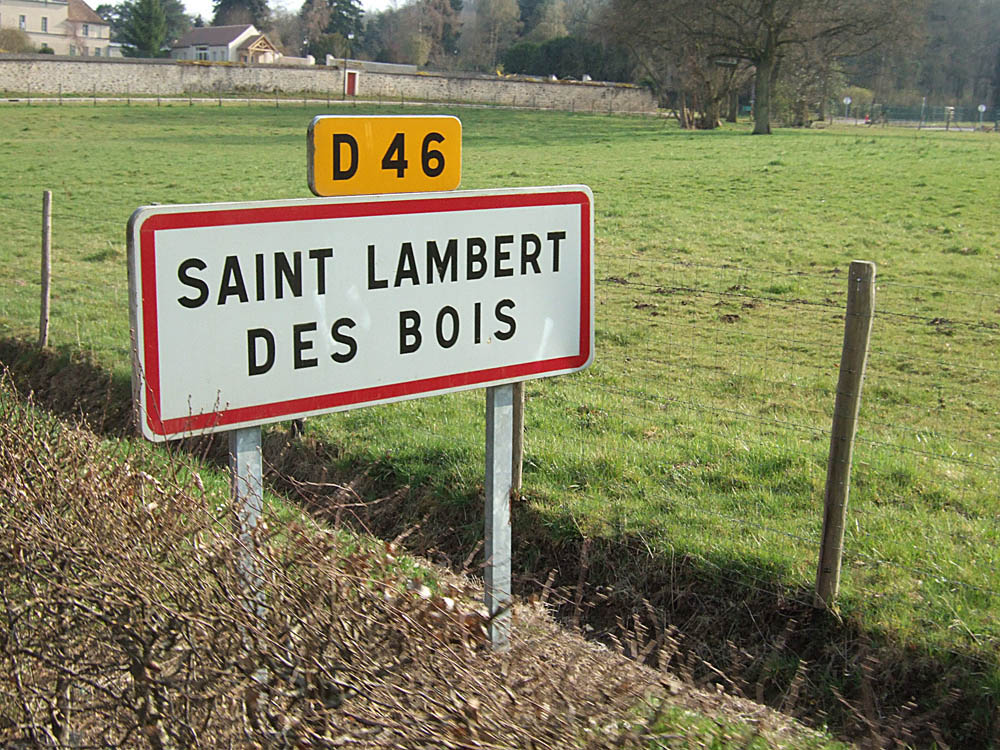 D 46
SAINT LAMBERT
DES BOIS